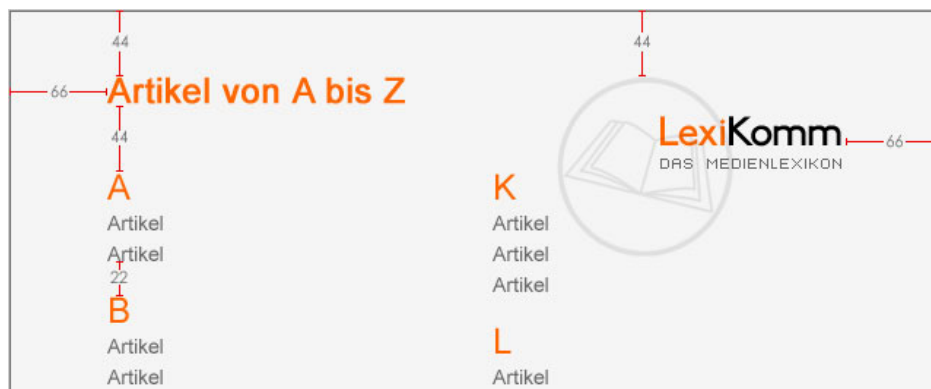 44
44
66
Artikel von A bis Z
44
LexiKomm
66
DAS MEDIENLEXIKON
A
Artikel
Artikel
22
B
Artikel
Artikel
K
Artikel
Artikel
Artikel
L
Artikel